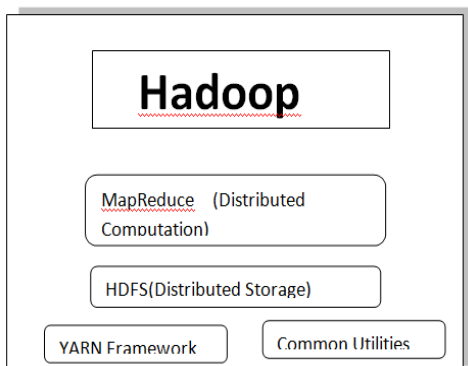 Hadoop
MapReduce (Distributed
Computation)
HDFS(Distributed Storage)
YARN Framework
Common Utilities